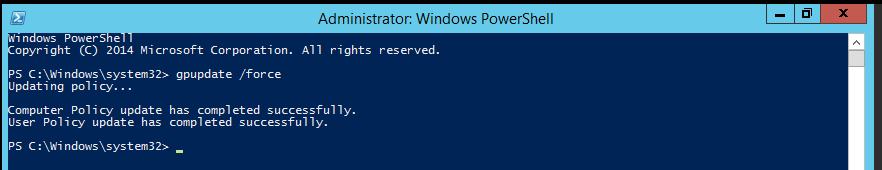 Administrator: Windows PowerShell
Windows PowerShell
Copyright (C) 2014 Microsoft Corporation. All rights reserved.
PS C:\Windows\system32> gpupdate /force
Updating policy...
Computer Policy update has completed successfully.
User Policy update has completed successfully.
PS C:\Windows\system32>